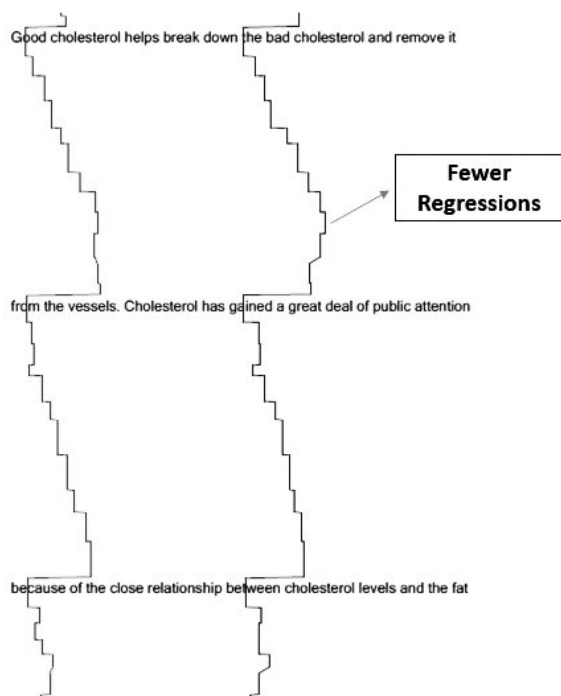 Good cholesterol helps break down the bad cholesterol and remove it
Fewer
Regressions
from the vessels. Cholesterol has gained a great deal of public attention
because of the close relationship between cholesterol levels and the fat